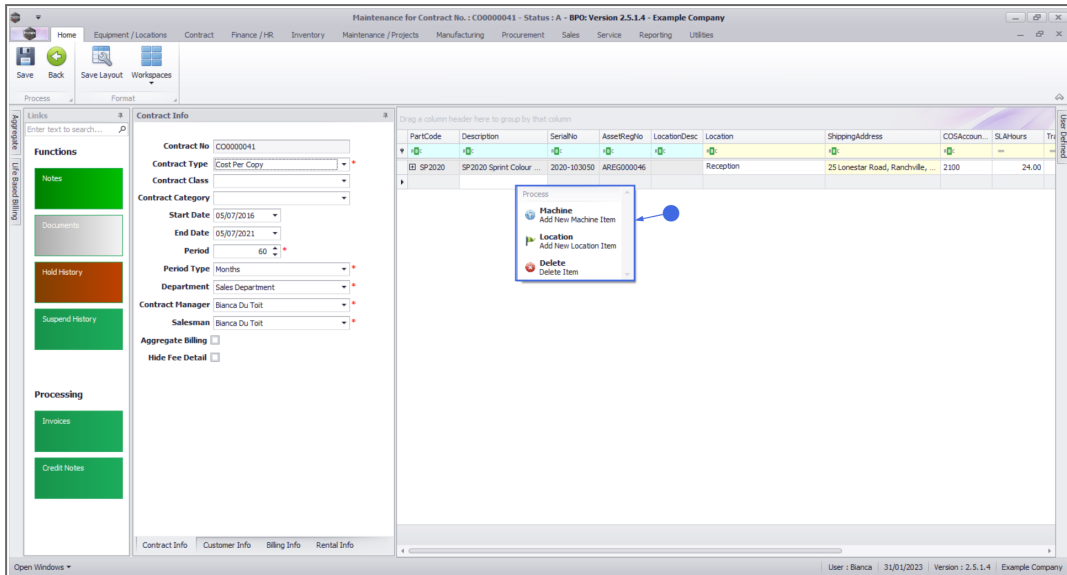 Maintenance for Contract No. : CO0000041 - Status : A - BPO: Version 2.5.1.4 - Example Company
Home Equipment / Locations Contract Finance / HR Inventory Maintenance / Projects Manufacturing Procurement Sales Service Reporting Utilities
Save Back Save Layout Workspaces
Process Format
Aggregate
Life Based Billing
Links
Enter text to search...
Functions
Notes
Documents
Hold History
Suspend History
Processing
Invoices
Credit Notes
Contract Info
Contract No CO0000041
Contract Type Cost Per Copy *
Contract Class
Contract Category
Start Date 05/07/2016
End Date 05/07/2021
Period 60 *
Period Type Months *
Department Sales Department *
Contract Manager Bianca Du Toit *
Salesman Bianca Du Toit *
Aggregate Billing
Hide Fee Detail
Contract Info Customer Info Billing Info Rental Info
Drag a column header here to group by that column
PartCode Description SerialNo AssetRegNo LocationDesc Location ShippingAddress COSAccoun... SLAHours Tra
SP2020 SP2020 Sprint Colour ... 2020-103050 AREG000046 Reception 25 Lonestar Road, Ranchville, ... 2100 24.00
Process
Machine
Add New Machine Item
Location
Add New Location Item
Delete
Delete Item
User Defined
Open Windows User : Bianca 31/01/2023 Version : 2.5.1.4 Example Company